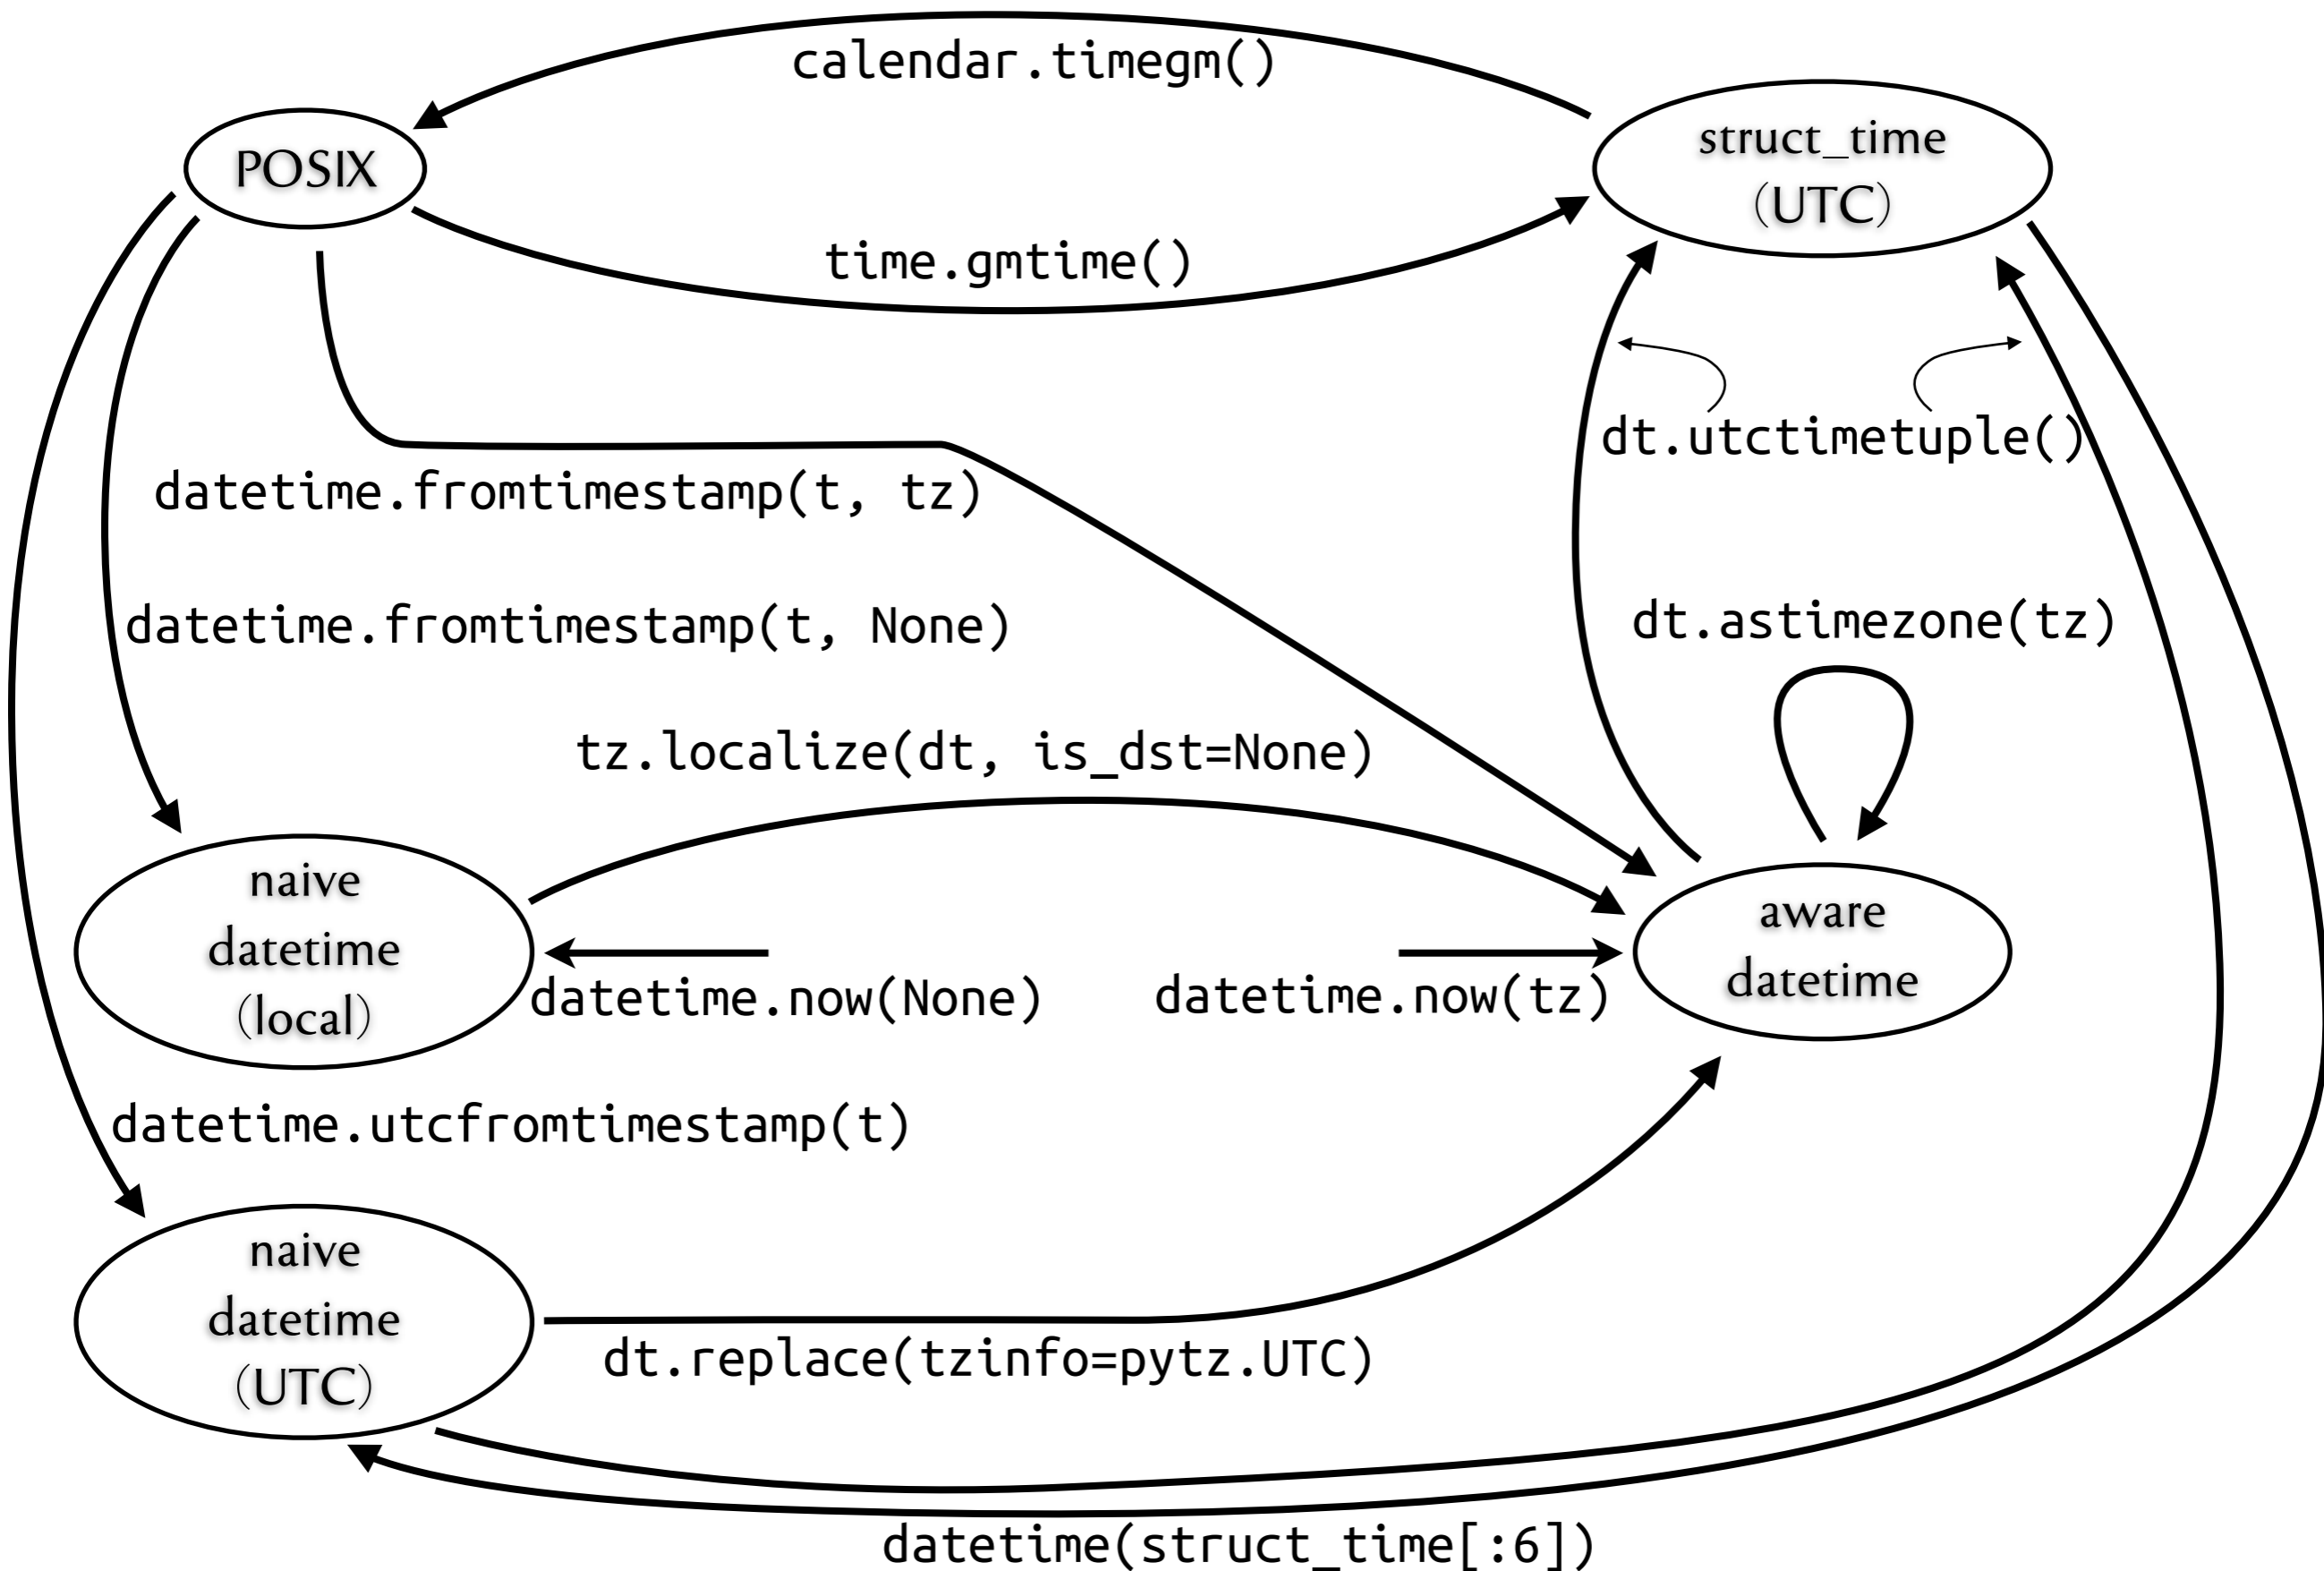 calendar.timegm()
POSIX
struct_time
(UTC)
time.gmtime()
dt.utctimetuple()
datetime.fromtimestamp(t, tz)
datetime.fromtimestamp(t, None)
dt.astimezone(tz)
tz.localize(dt, is_dst=None)
naive
datetime
(local)
aware
datetime
datetime.now(None)
datetime.now(tz)
datetime.utcfromtimestamp(t)
naive
datetime
(UTC)
dt.replace(tzinfo=pytz.UTC)
datetime(struct_time[:6])